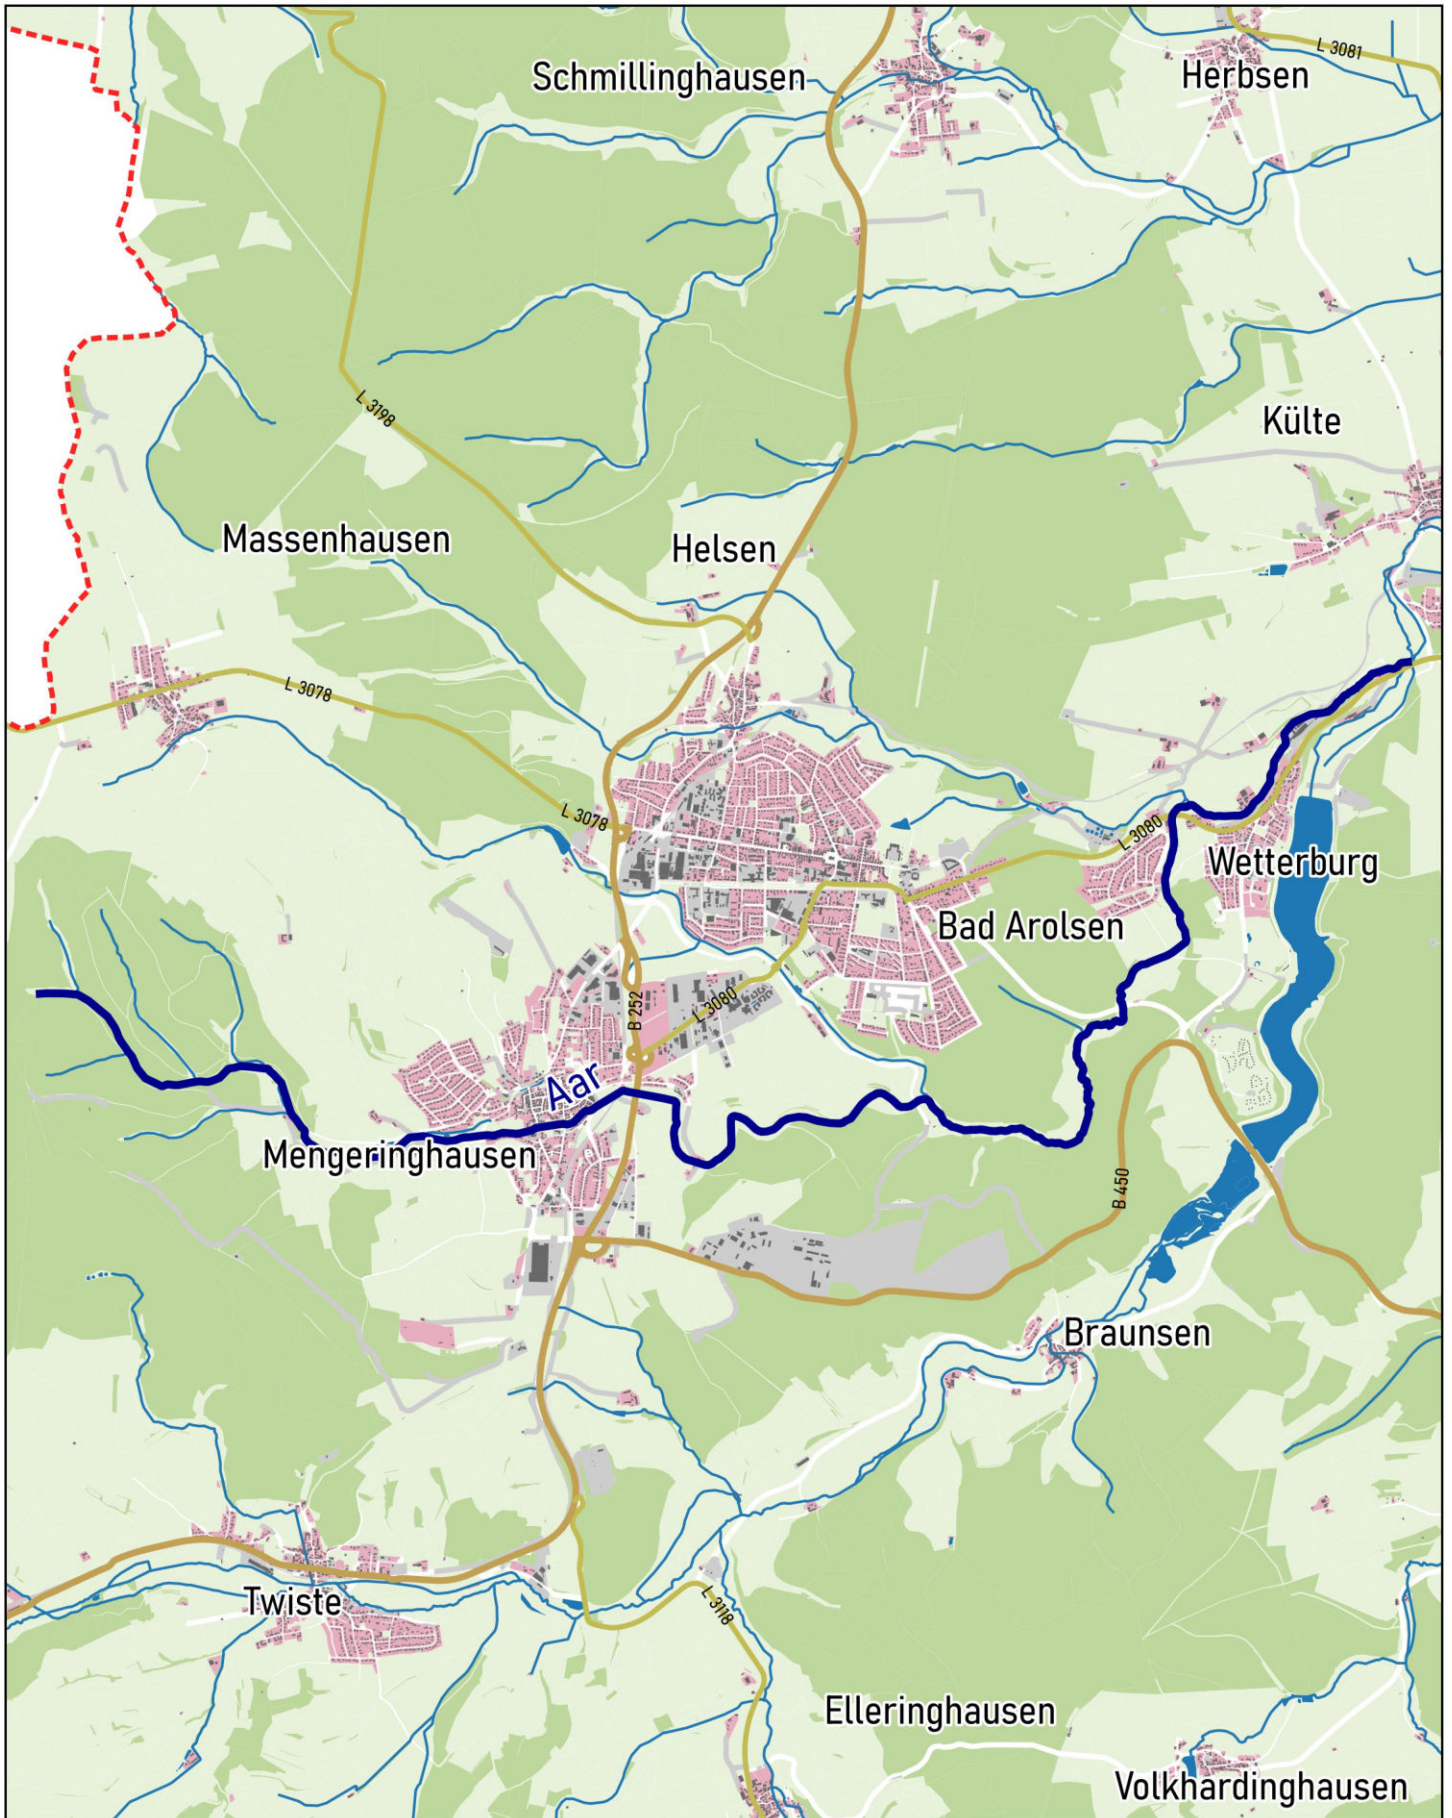 L 3081
Schmillinghausen
Herbsen
L 3198
Külte
Massenhausen
Helsen
L 3078
L 3078
L 3080
Wetterburg
Bad Arolsen
B 252
L 3080
Aar
Mengeringhausen
B 450
Braunsen
Twiste
L 3118
Elleringhausen
Volkhardinghausen